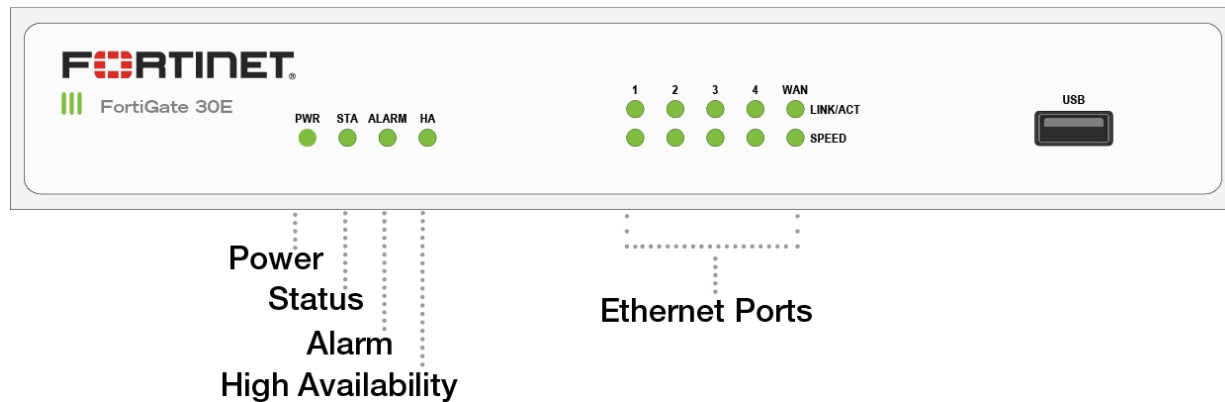 FORTINET®
FortiGate 30E
PWR STA ALARM HA
1 2 3 4 WAN
LINK/ACT
SPEED
USB
Power
Status
Alarm
High Availability
Ethernet Ports